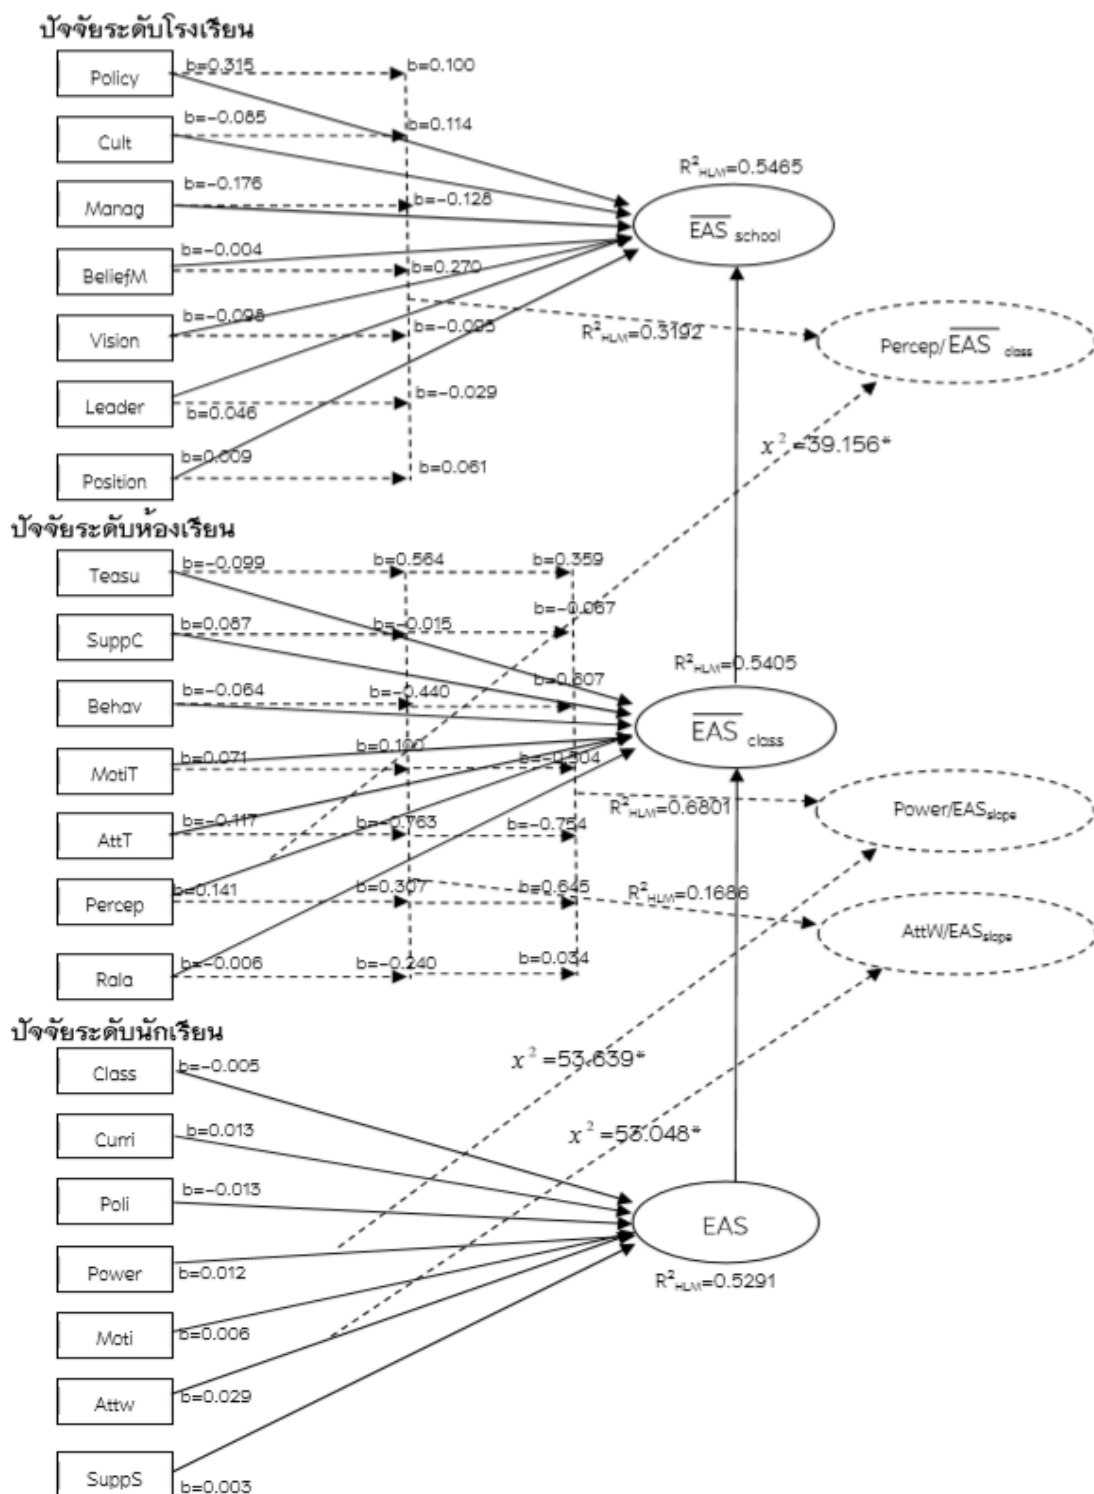 ปัจจัยระดับโรงเรียน
Policy
b=0.315
b=0.100
Cult
b=-0.085
b=0.114
Manag
b=-0.176
b=-0.128
BeliefM
b=-0.004
b=0.270
Vision
b=-0.098
b=-0.095
Leader
b=0.046
b=-0.029
Position
b=0.009
b=0.061
R²HLM=0.5465
EAS school
R²HLM=0.3192
Percep/EAS class
x²=39.156*
ปัจจัยระดับห้องเรียน
Teasu
b=-0.099
b=0.564
b=0.359
SuppC
b=0.087
b=-0.015
b=-0.067
Behav
b=-0.064
b=-0.440
b=0.607
MotiT
b=0.071
b=0.100
b=-0.304
AttT
b=-0.117
b=-0.763
b=-0.754
Percep
b=0.141
b=0.307
b=0.645
Rala
b=-0.006
b=-0.240
b=0.034
R²HLM=0.5405
EAS class
R²HLM=0.6801
Power/EASslope
R²HLM=0.1686
AttW/EASslope
x²=53.639*
x²=53.048*
ปัจจัยระดับนักเรียน
Class
b=-0.005
Curri
b=0.013
Poli
b=-0.013
Power
b=0.012
Moti
b=0.006
Attw
b=0.029
SuppS
b=0.003
EAS
R²HLM=0.5291